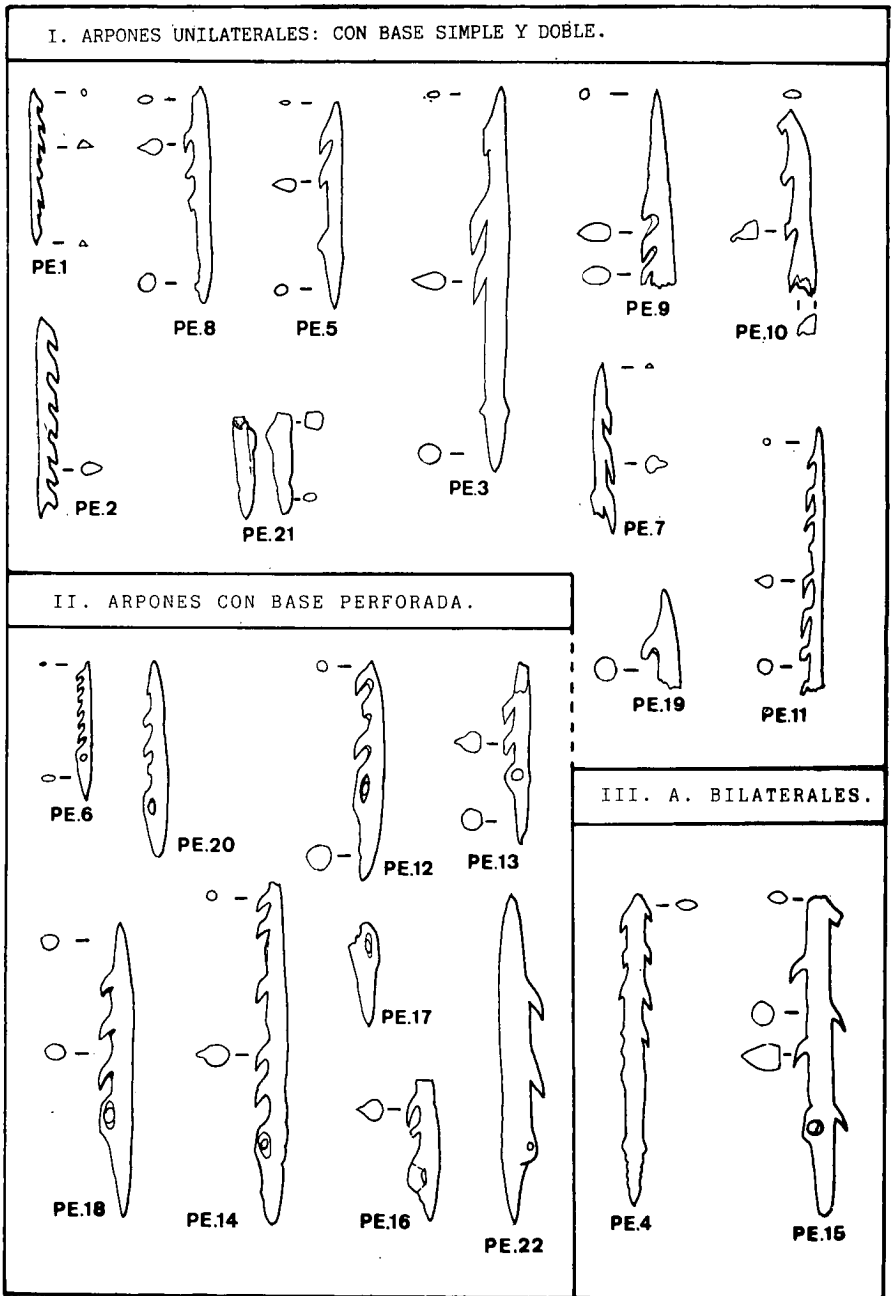 I. ARPONES UNILATERALES: CON BASE SIMPLE Y DOBLE.
PE.1
PE.8
PE.5
PE.3
PE.9
PE.10
PE.2
PE.21
PE.7
PE.19
PE.11
II. ARPONES CON BASE PERFORADA.
PE.6
PE.20
PE.12
PE.13
PE.18
PE.14
PE.17
PE.16
PE.22
III. A. BILATERALES.
PE.4
PE.15